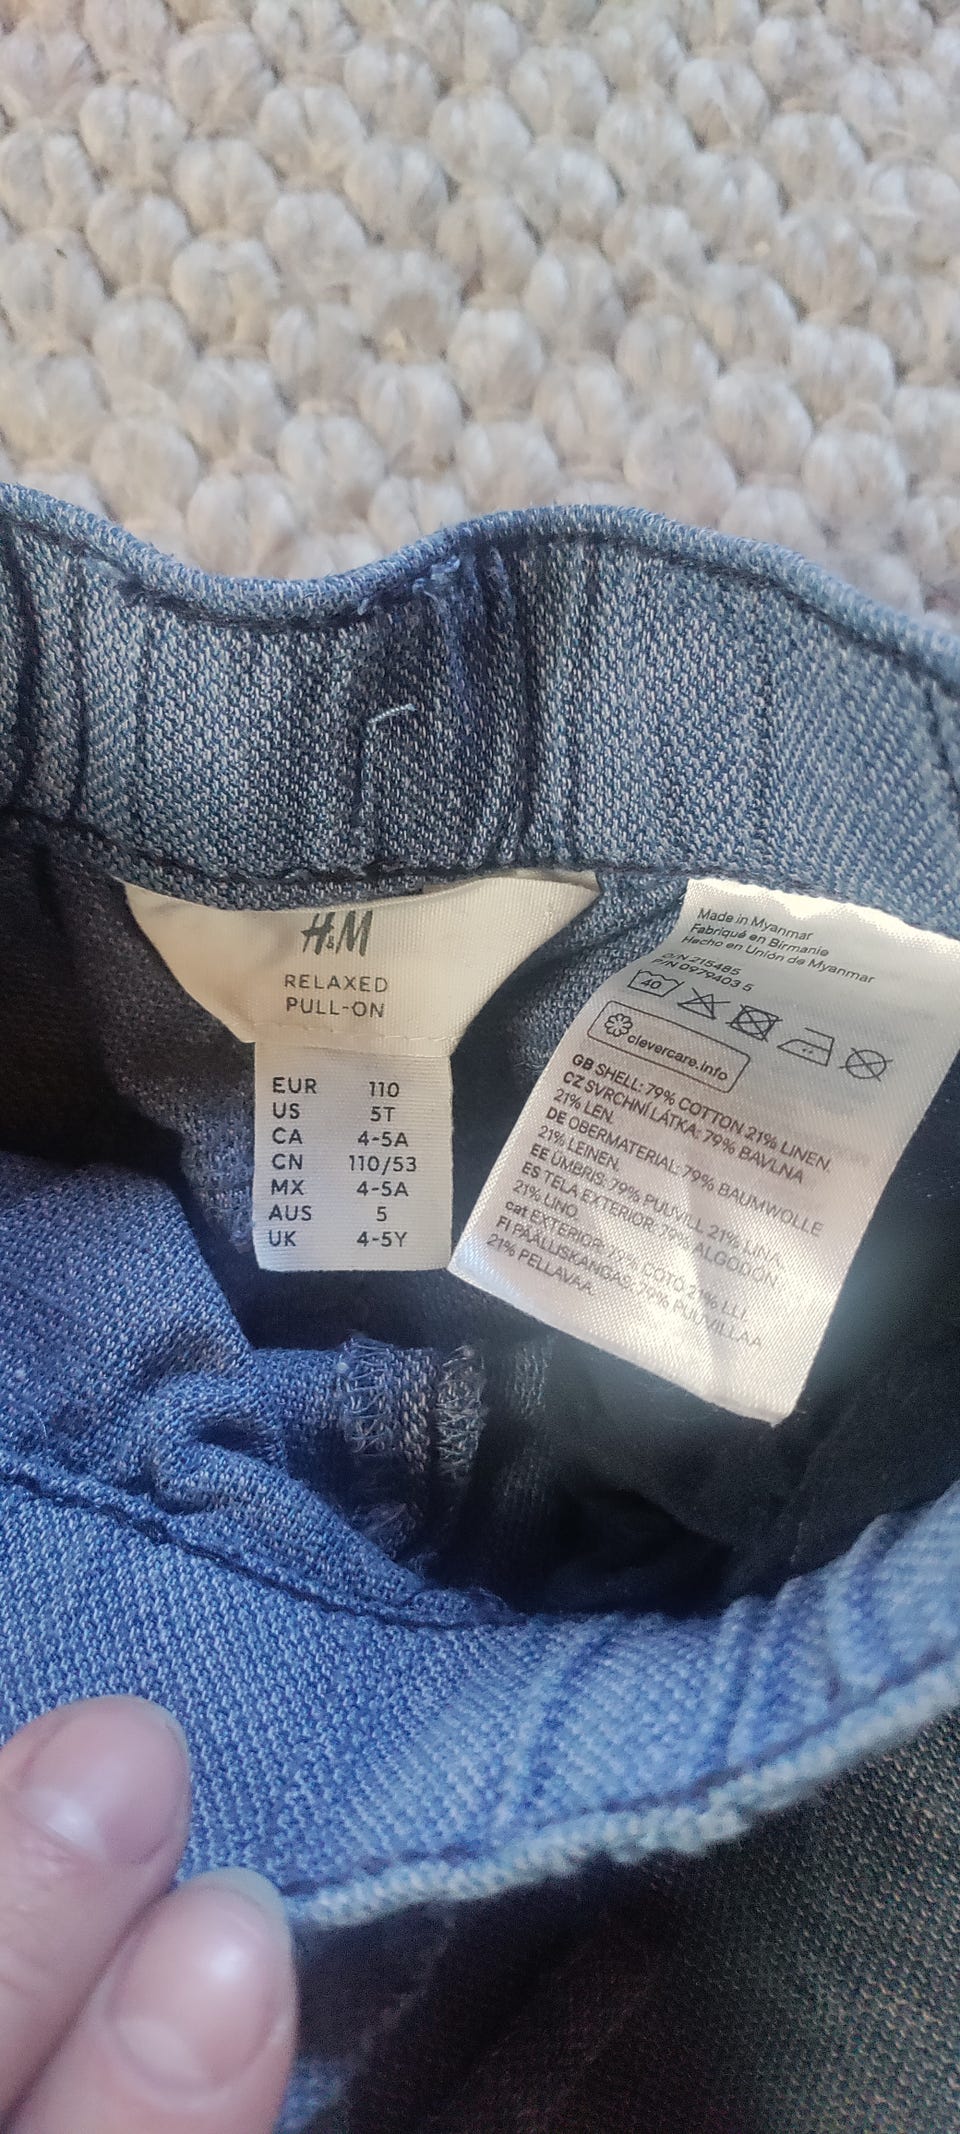 H&M
RELAXED
PULL-ON
EUR 110
US 5T
CA 4-5A
CN 110/53
MX 4-5A
AUS 5
UK 4-5Y
Made in Myanmar
Fabriqué en Birmanie
Hecho en Unión de Myanmar
O/N 215485
P/N 0979403 5
40
clevercare.info
GB SHELL: 79% COTTON 21% LINEN.
CZ SVRCHNÍ LÁTKA: 79% BAVLNA
21% LEN.
DE OBERMATERIAL: 79% BAUMWOLLE
21% LEINEN.
EE ÜMBRIS: 79% PUUVILL 21% LINA.
ES TELA EXTERIOR: 79% ALGODÓN
21% LINO.
cat EXTERIOR: 79% COTÓ 21% LLI.
FI PÄÄLLISKANGAS: 79% PUUVILLAA
21% PELLAVAA.